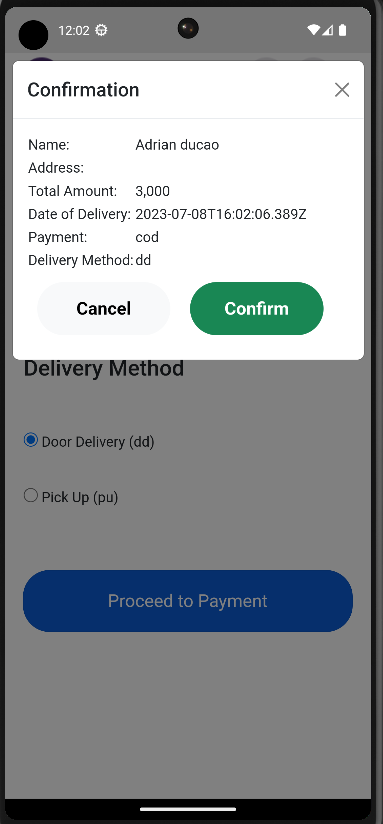 12:02
Confirmation
Name: Adrian ducao
Address:
Total Amount: 3,000
Date of Delivery: 2023-07-08T16:02:06.389Z
Payment: cod
Delivery Method: dd
Cancel Confirm
Delivery Method
Door Delivery (dd)
Pick Up (pu)
Proceed to Payment